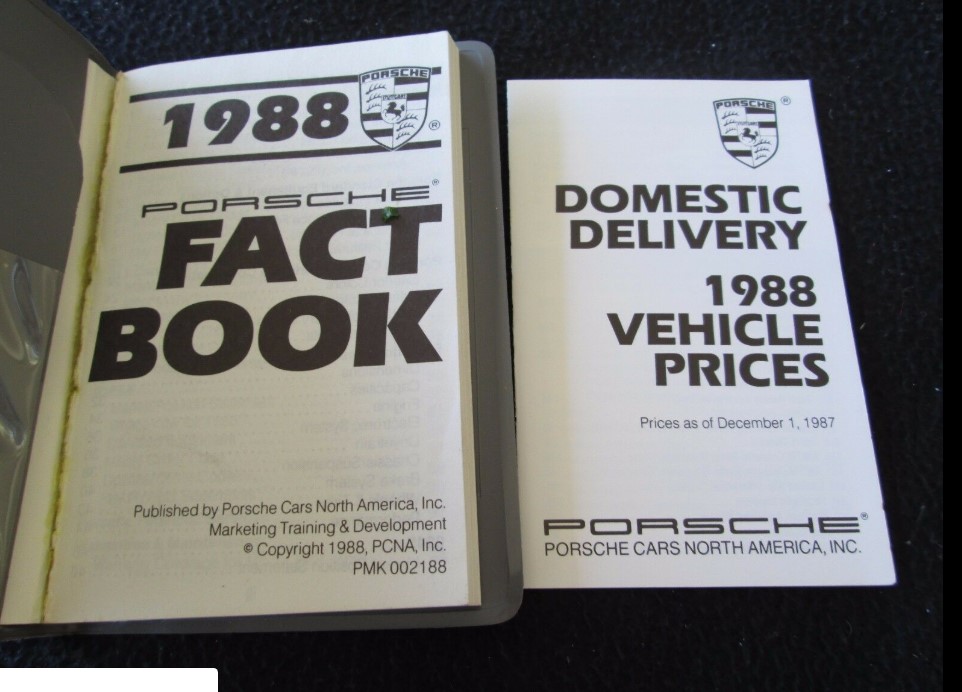 1988
PORSCHE
STUTTGART
®
PORSCHE®
FACT
BOOK
Published by Porsche Cars North America, Inc.
Marketing Training & Development
© Copyright 1988, PCNA, Inc.
PMK 002188
PORSCHE
STUTTGART
®
DOMESTIC
DELIVERY
1988
VEHICLE
PRICES
Prices as of December 1, 1987
PORSCHE®
PORSCHE CARS NORTH AMERICA, INC.